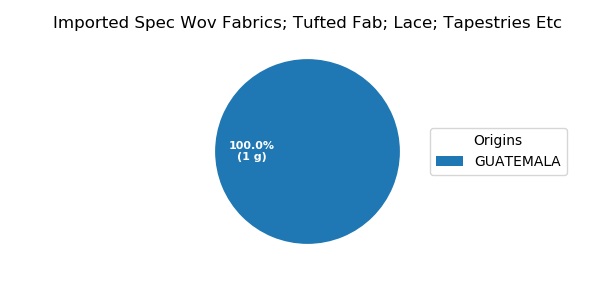 Imported Spec Wov Fabrics; Tufted Fab; Lace; Tapestries Etc
100.0%
(1 g)
Origins
GUATEMALA